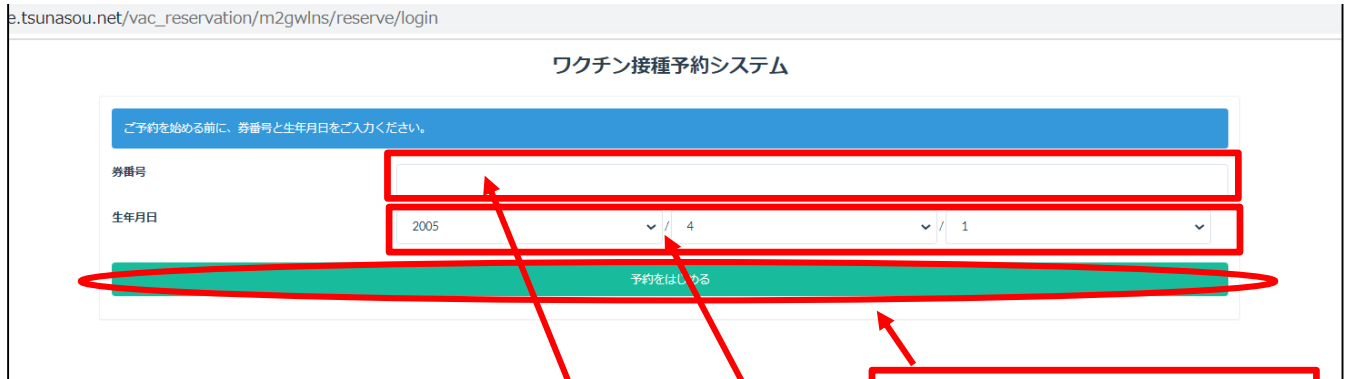 e.tsunasou.net/vac_reservation/m2gwlns/reserve/login
ワクチン接種予約システム
ご予約を始める前に、券番号と生年月日をご入力ください。
券番号
生年月日
2005 / 4 / 1
予約をはじめる